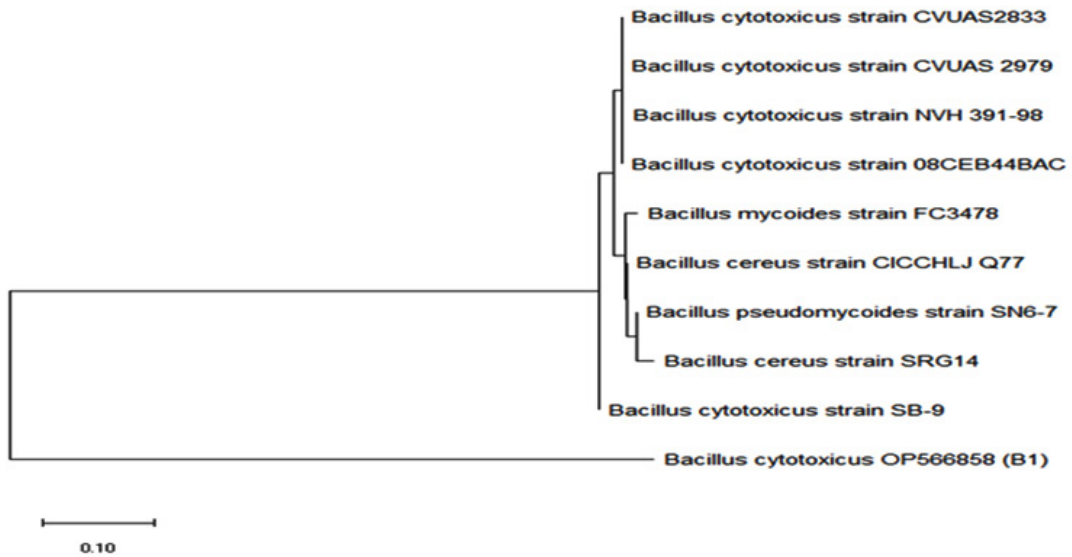 Bacillus cytotoxicus strain CVUAS2833
Bacillus cytotoxicus strain CVUAS 2979
Bacillus cytotoxicus strain NVH 391-98
Bacillus cytotoxicus strain 08CEB44BAC
Bacillus mycoides strain FC3478
Bacillus cereus strain CICCHLJ Q77
Bacillus pseudomycoides strain SN6-7
Bacillus cereus strain SRG14
Bacillus cytotoxicus strain SB-9
Bacillus cytotoxicus OP566858 (B1)
0.10